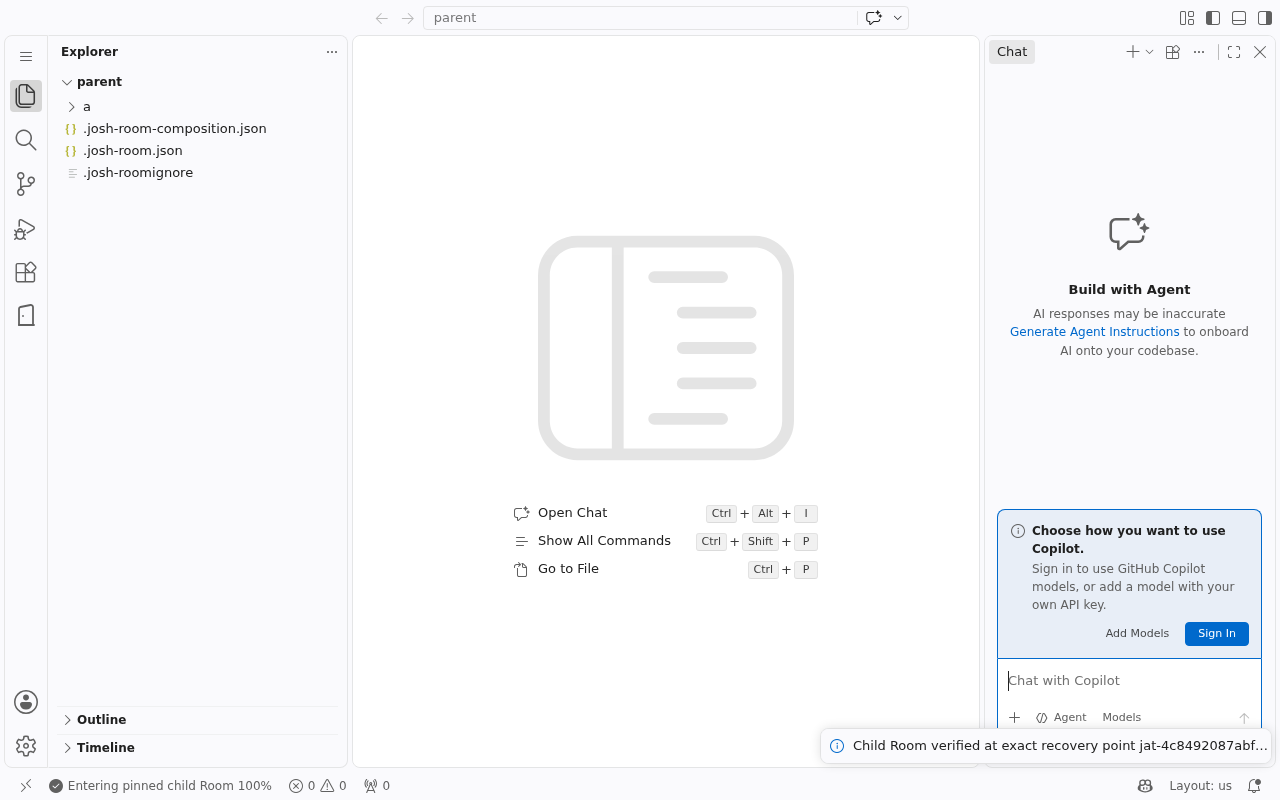 parent
Explorer
parent
a
.josh-room-composition.json
.josh-room.json
.josh-roomignore
Outline
Timeline
Open Chat Ctrl + Alt + I
Show All Commands Ctrl + Shift + P
Go to File Ctrl + P
Chat
Build with Agent
AI responses may be inaccurate
Generate Agent Instructions to onboard
AI onto your codebase.
Choose how you want to use
Copilot.
Sign in to use GitHub Copilot
models, or add a model with your
own API key.
Add Models Sign In
Chat with Copilot
Agent Models
Child Room verified at exact recovery point jat-4c8492087abf...
Entering pinned child Room 100% 0 0 0 Layout: us